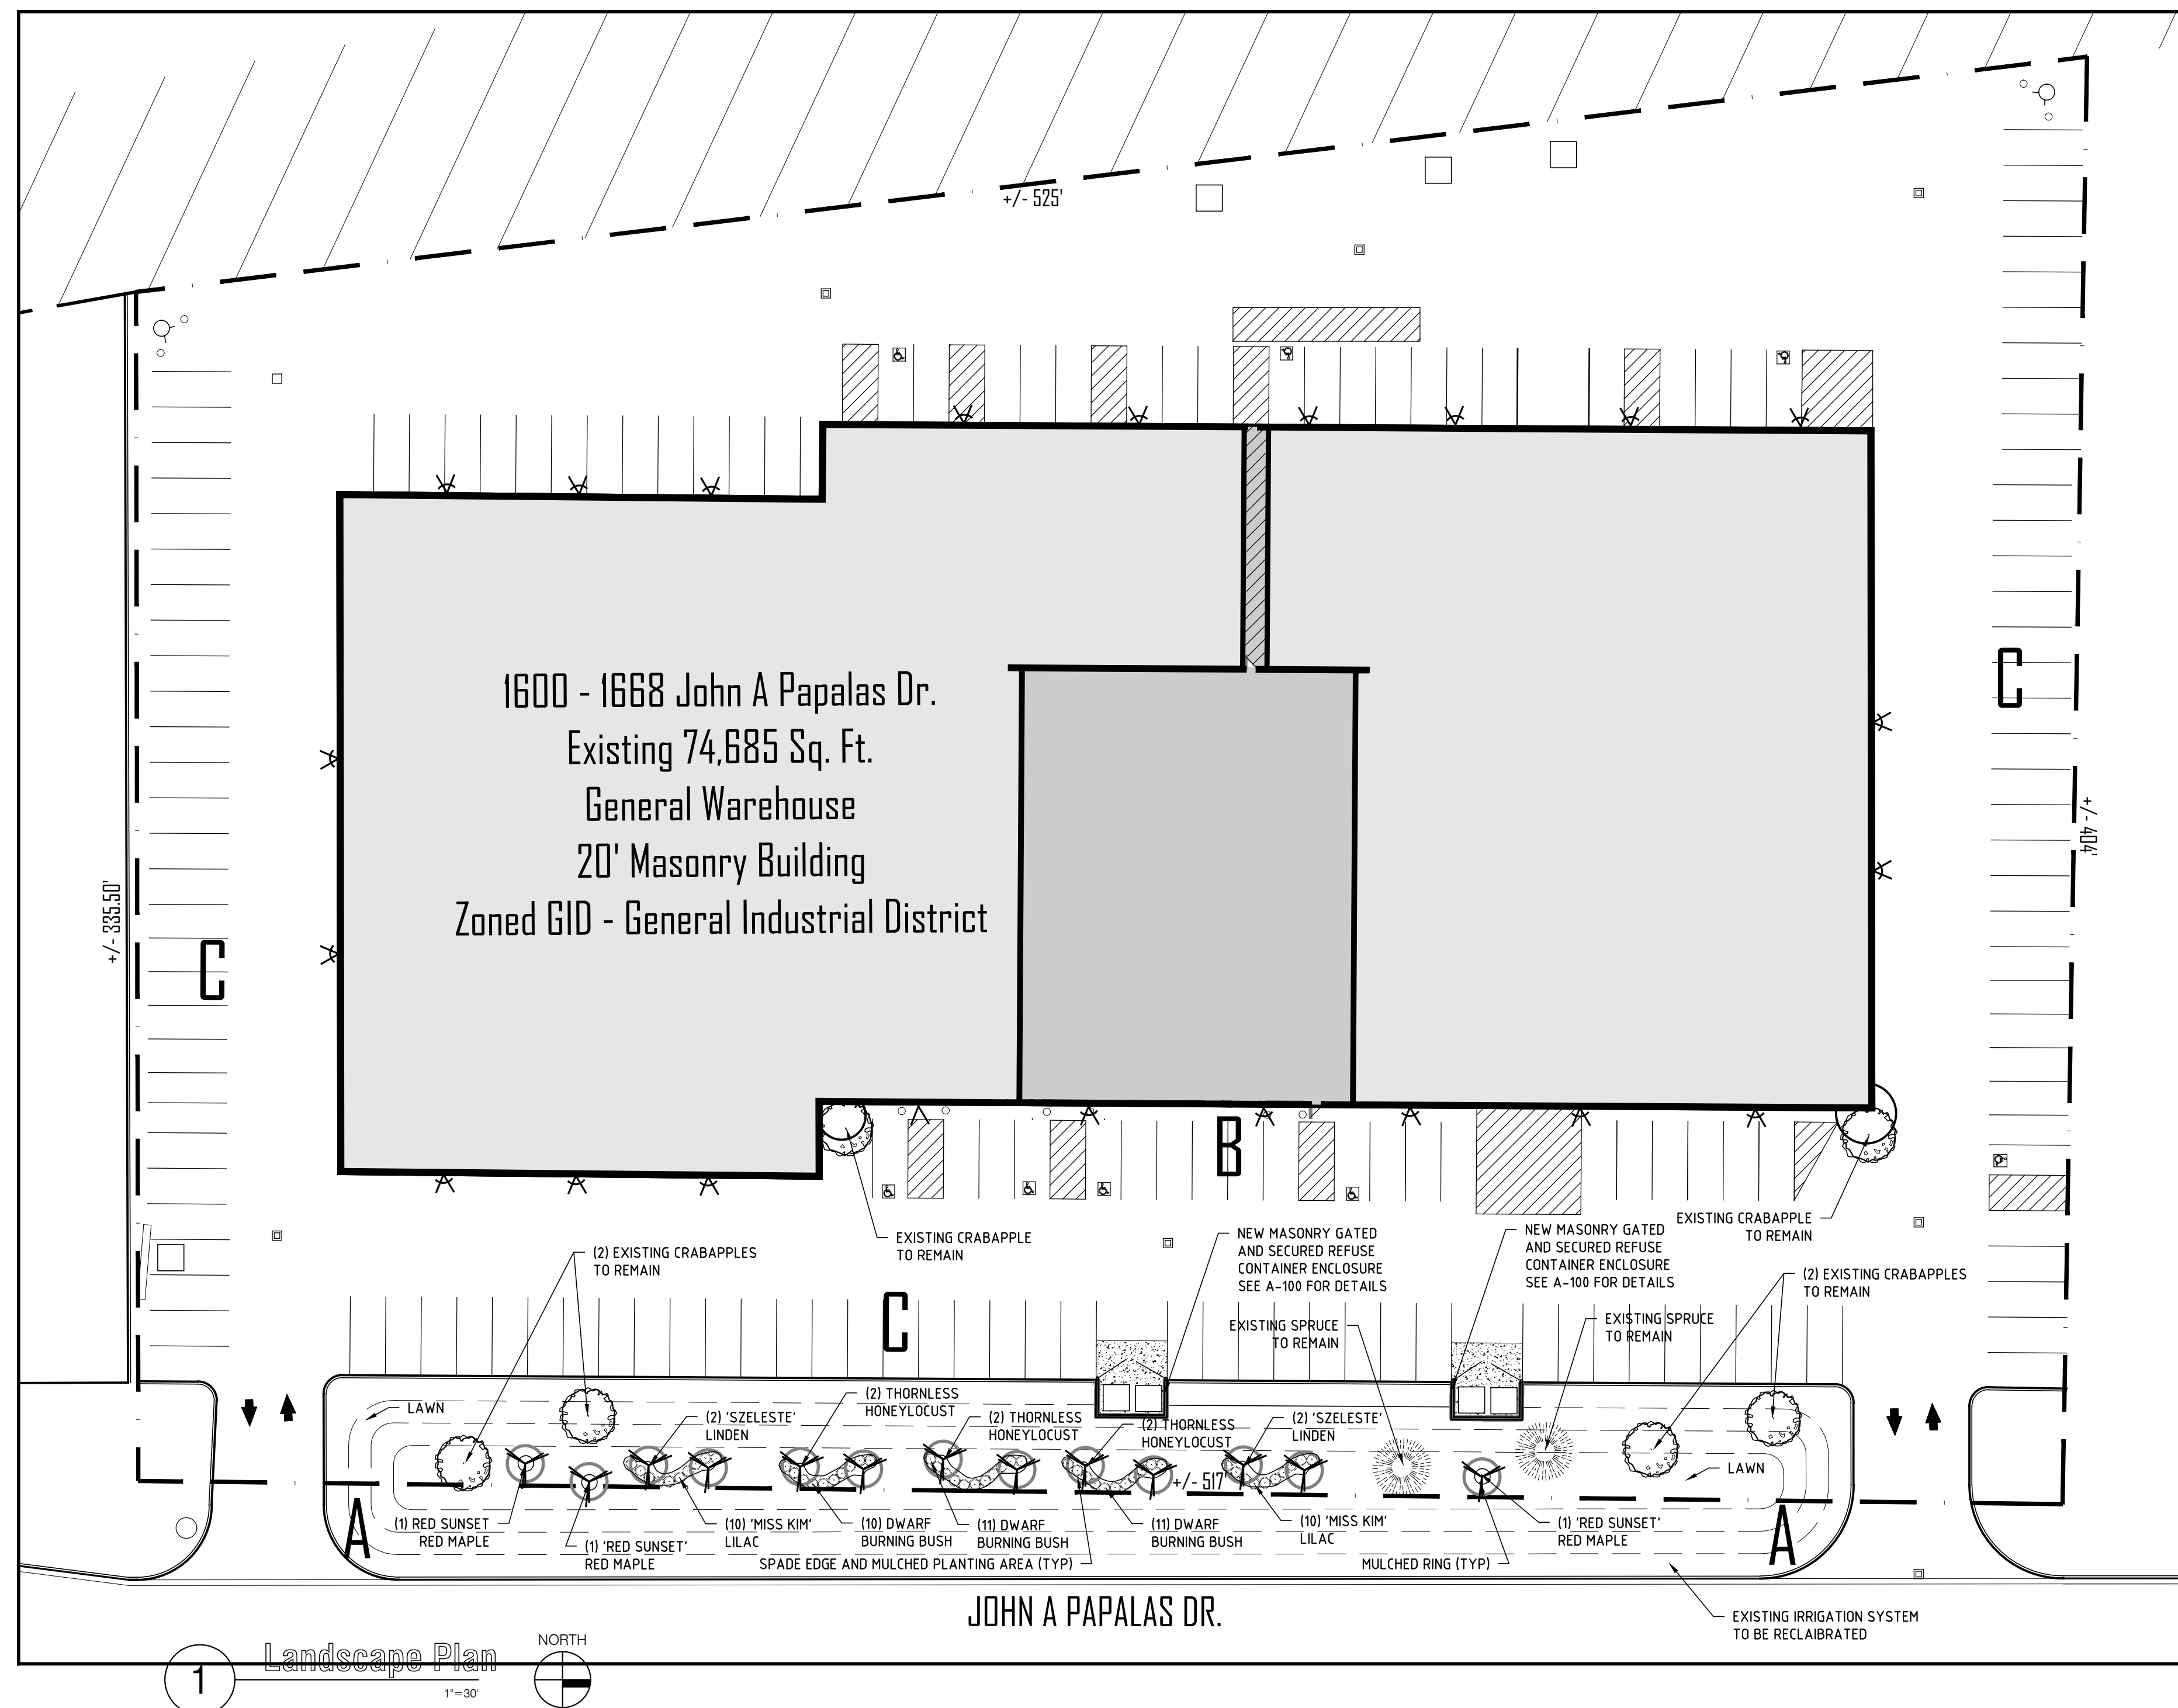 +/- 525'
1600 - 1668 John A Papalas Dr.
Existing 74,685 Sq. Ft.
General Warehouse
20' Masonry Building
Zoned GID - General Industrial District
+/- 335.50'
+/- 404'
C
C
B
C
EXISTING CRABAPPLE
TO REMAIN
(2) EXISTING CRABAPPLES
TO REMAIN
NEW MASONRY GATED
AND SECURED REFUSE
CONTAINER ENCLOSURE
SEE A-100 FOR DETAILS
NEW MASONRY GATED
AND SECURED REFUSE
CONTAINER ENCLOSURE
SEE A-100 FOR DETAILS
EXISTING CRABAPPLE
TO REMAIN
(2) EXISTING CRABAPPLES
TO REMAIN
EXISTING SPRUCE
TO REMAIN
EXISTING SPRUCE
TO REMAIN
LAWN
(2) 'SZELESTE'
LINDEN
(2) THORNLESS
HONEYLOCUST
(2) THORNLESS
HONEYLOCUST
(2) THORNLESS
HONEYLOCUST
(2) 'SZELESTE'
LINDEN
LAWN
+/- 517'
A
(1) RED SUNSET
RED MAPLE
(1) 'RED SUNSET'
RED MAPLE
(10) 'MISS KIM'
LILAC
(10) DWARF
BURNING BUSH
(11) DWARF
BURNING BUSH
(11) DWARF
BURNING BUSH
(10) 'MISS KIM'
LILAC
(1) 'RED SUNSET'
RED MAPLE
A
SPADE EDGE AND MULCHED PLANTING AREA (TYP)
MULCHED RING (TYP)
JOHN A PAPALAS DR.
EXISTING IRRIGATION SYSTEM
TO BE RECLAIBRATED
1
Landscape Plan
1"=30'
NORTH